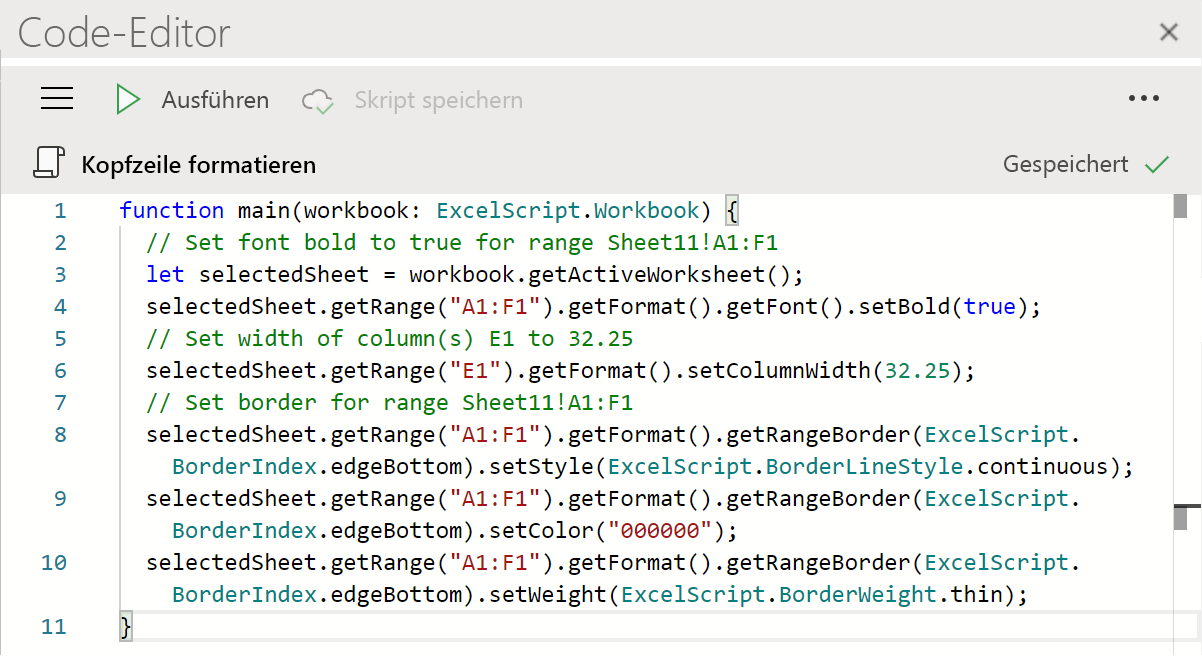 Code-Editor
Ausführen Skript speichern
Kopfzeile formatieren Gespeichert
1 function main(workbook: ExcelScript.Workbook) {
2 // Set font bold to true for range Sheet11!A1:F1
3 let selectedSheet = workbook.getActiveWorksheet();
4 selectedSheet.getRange("A1:F1").getFormat().getFont().setBold(true);
5 // Set width of column(s) E1 to 32.25
6 selectedSheet.getRange("E1").getFormat().setColumnWidth(32.25);
7 // Set border for range Sheet11!A1:F1
8 selectedSheet.getRange("A1:F1").getFormat().getRangeBorder(ExcelScript.
BorderIndex.edgeBottom).setStyle(ExcelScript.BorderLineStyle.continuous);
9 selectedSheet.getRange("A1:F1").getFormat().getRangeBorder(ExcelScript.
BorderIndex.edgeBottom).setColor("000000");
10 selectedSheet.getRange("A1:F1").getFormat().getRangeBorder(ExcelScript.
BorderIndex.edgeBottom).setWeight(ExcelScript.BorderWeight.thin);
11 }